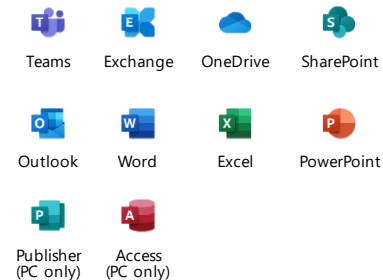 Teams Exchange OneDrive SharePoint
Outlook Word Excel PowerPoint
Publisher Access
(PC only) (PC only)